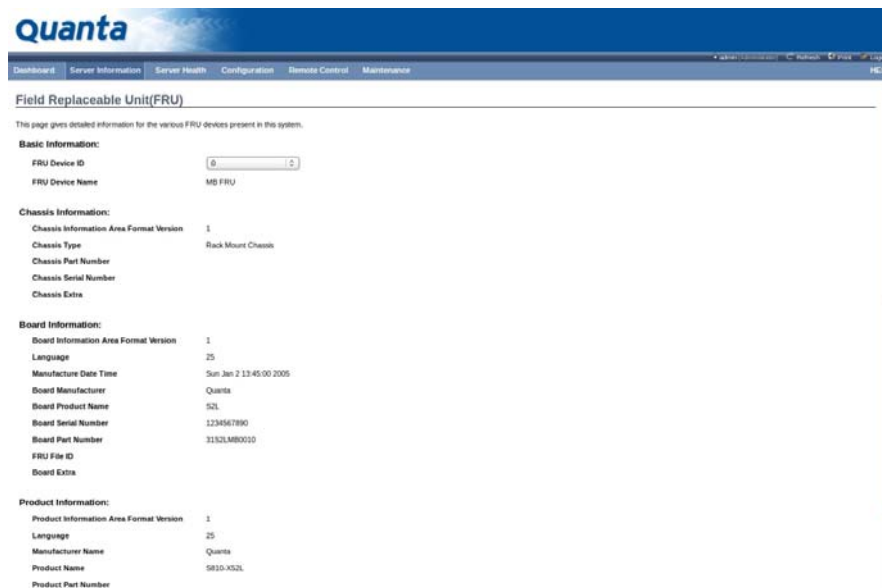 Quanta
admin (Administrator) Refresh Print Log
Dashboard Server Information Server Health Configuration Remote Control Maintenance HE
Field Replaceable Unit(FRU)
This page gives detailed information for the various FRU devices present in this system.
Basic Information:
FRU Device ID 0
FRU Device Name MB FRU
Chassis Information:
Chassis Information Area Format Version 1
Chassis Type Rack Mount Chassis
Chassis Part Number
Chassis Serial Number
Chassis Extra
Board Information:
Board Information Area Format Version 1
Language 25
Manufacture Date Time Sun Jan 2 13:45:00 2005
Board Manufacturer Quanta
Board Product Name S2L
Board Serial Number 1234567890
Board Part Number 31S2LMB0010
FRU File ID
Board Extra
Product Information:
Product Information Area Format Version 1
Language 25
Manufacturer Name Quanta
Product Name S810-X52L
Product Part Number